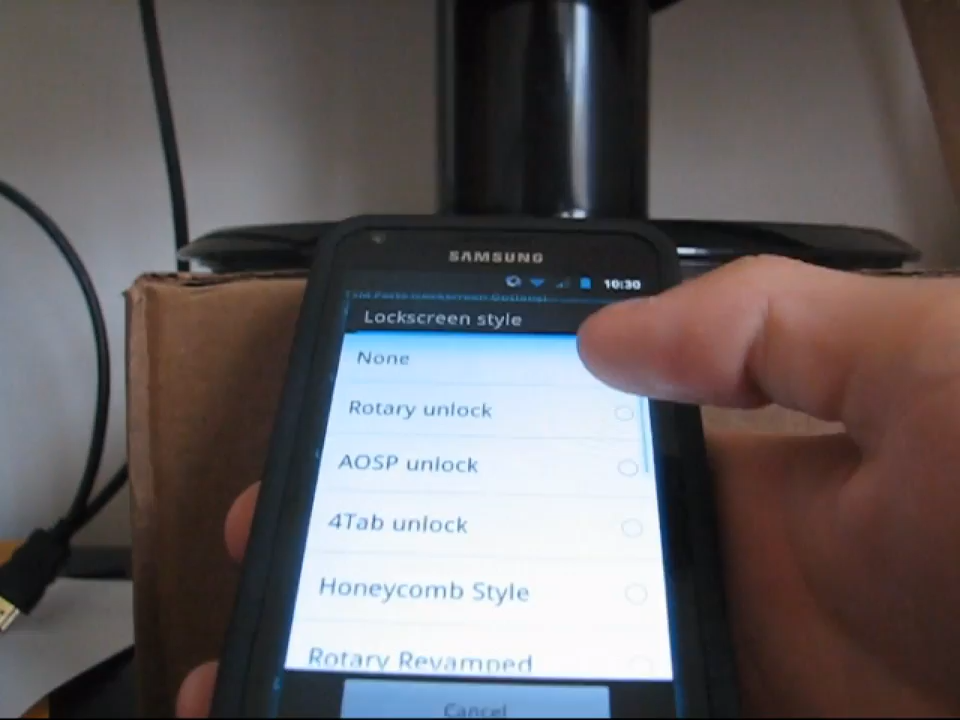 SAMSUNG
10:30
Lockscreen style
None
Rotary unlock
AOSP unlock
4Tab unlock
Honeycomb Style
Rotary Revamped
Cancel